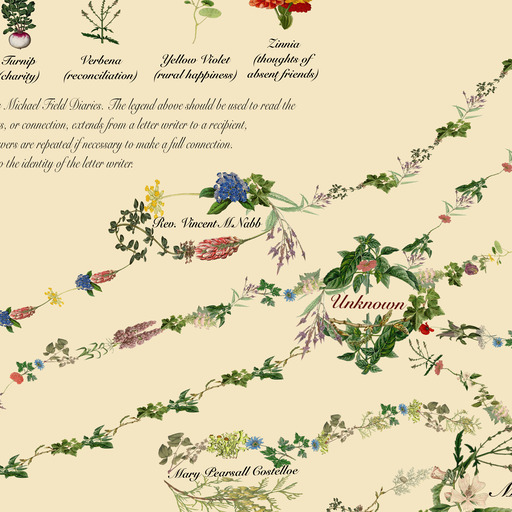 Turnip
(charity)
Verbena
(reconciliation)
Yellow Violet
(rural happiness)
Zinnia
(thoughts of
absent friends)
Michael Field Diaries. The legend above should be used to read the
or connection, extends from a letter writer to a recipient,
are repeated if necessary to make a full connection.
the identity of the letter writer.
Rev. Vincent McNabb
Unknown
Mary Pearsall Costelloe